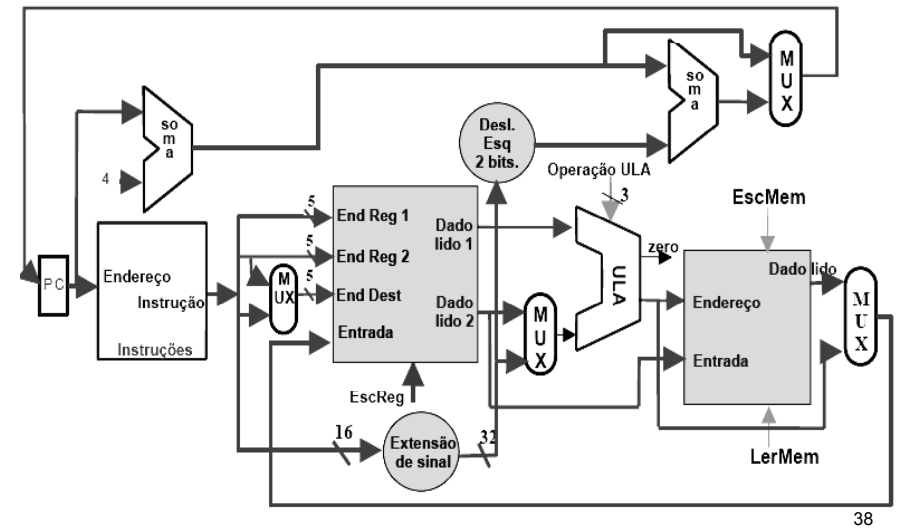 so
m
a
4
PC
Endereço
Instrução
Instruções
M
UX
5
5
5
End Reg 1
End Reg 2
End Dest
Entrada
Dado
lido 1
Dado
lido 2
EscReg
16
Extensão
de sinal
32
Desl.
Esq
2 bits.
so
m
a
M
U
X
Operação ULA
3
ULA
zero
M
U
X
EscMem
Dado lido
Endereço
Entrada
LerMem
M
U
X
38